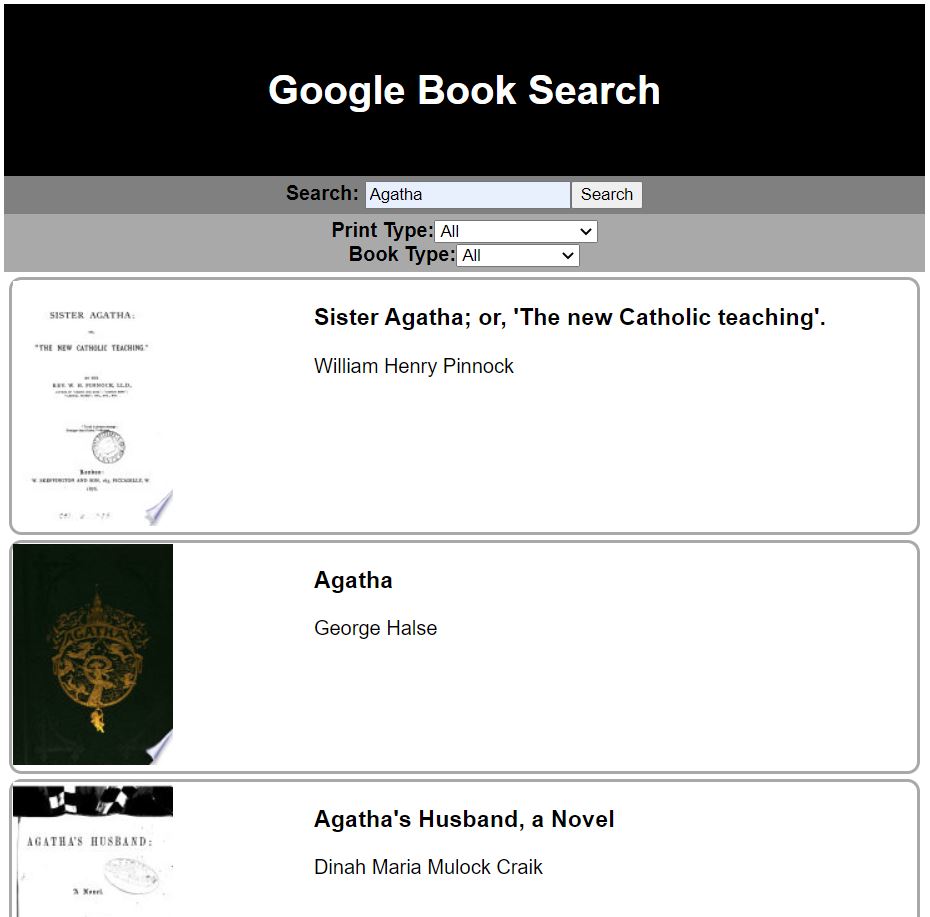 Google Book Search
Search: Agatha Search
Print Type: All
Book Type: All
SISTER AGATHA:
OR,
"THE NEW CATHOLIC TEACHING."
BY THE
REV. W. H. PINNOCK, LL.D.,
London:
W. SKEFFINGTON AND SON, 163, PICCADILLY, W.
Sister Agatha; or, 'The new Catholic teaching'.
William Henry Pinnock
AGATHA
Agatha
George Halse
AGATHA'S HUSBAND:
A Novel
Agatha's Husband, a Novel
Dinah Maria Mulock Craik